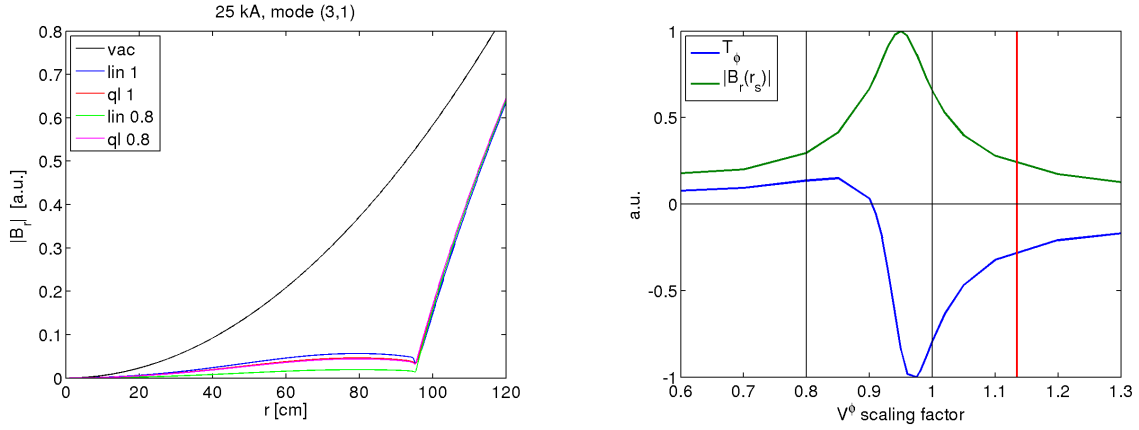 25 kA, mode (3,1)
|B_r| [a.u.]
0.8
0.7
0.6
0.5
0.4
0.3
0.2
0.1
0
vac
lin 1
ql 1
lin 0.8
ql 0.8
0 20 40 60 80 100 120
r [cm]
a.u.
1
0.5
0
-0.5
-1
T_ϕ
|B_r(r_s)|
0.6 0.7 0.8 0.9 1 1.1 1.2 1.3
V^ϕ scaling factor